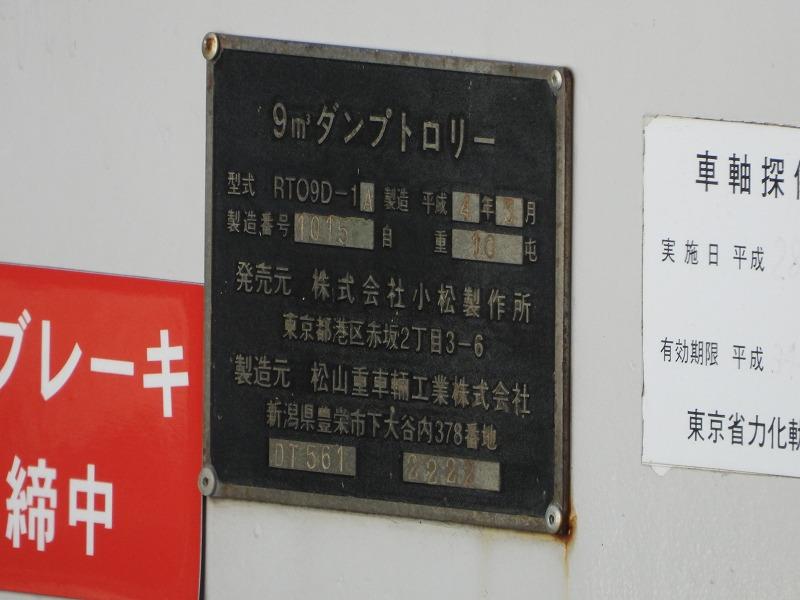 9㎥ダンプトロリー
型式 RT09D-1A 製造 平成 4年3月
製造番号 1015 自重 10 屯
発売元 株式会社小松製作所
東京都港区赤坂2丁目3-6
製造元 松山重車輛工業株式会社
新潟県豊栄市下大谷内378番地
DT561 2222
ブレーキ
締中
車軸探
実施日 平成
有効期限 平成
東京省力化軌